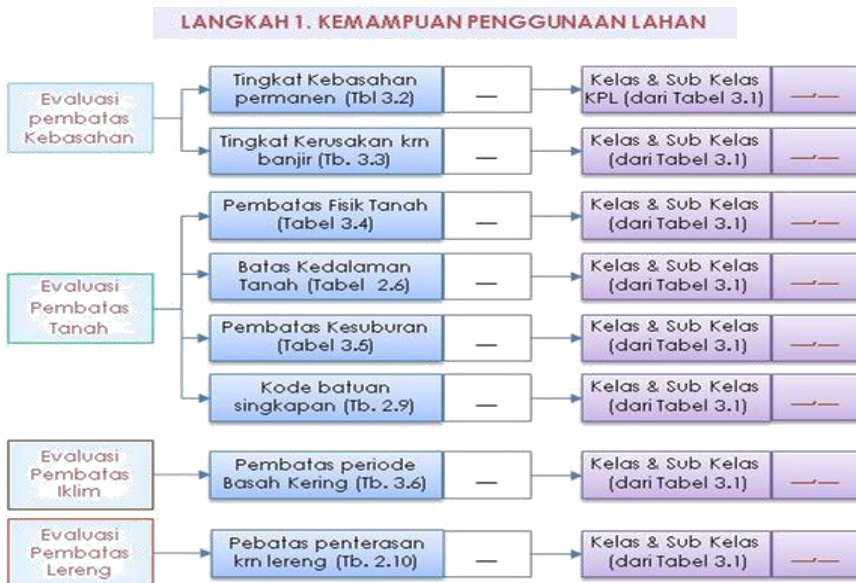 LANGKAH 1. KEMAMPUAN PENGGUNAAN LAHAN
Evaluasi
pembatas
Kebasahan
Tingkat Kebasahan
permanen (Tbl 3.2)
—
Kelas & Sub Kelas
KPL (dari Tabel 3.1)
—,—
Tingkat Kerusakan krn
banjir (Tb. 3.3)
—
Kelas & Sub Kelas
(dari Tabel 3.1)
—,—
Evaluasi
Pembatas
Tanah
Pembatas Fisik Tanah
(Tabel 3.4)
—
Kelas & Sub Kelas
(dari Tabel 3.1)
—,—
Batas Kedalaman
Tanah (Tabel 2.6)
—
Kelas & Sub Kelas
(dari Tabel 3.1)
—,—
Pembatas Kesuburan
(Tabel 3.5)
—
Kelas & Sub Kelas
(dari Tabel 3.1)
—,—
Kode batuan
singkapan (Tb. 2.9)
—
Kelas & Sub Kelas
(dari Tabel 3.1)
—,—
Evaluasi
Pembatas
Iklim
Pembatas periode
Basah Kering (Tb. 3.6)
—
Kelas & Sub Kelas
(dari Tabel 3.1)
—,—
Evaluasi
Pembatas
Lereng
Pebatas penterasan
krn lereng (Tb. 2.10)
—
Kelas & Sub Kelas
(dari Tabel 3.1)
—,—